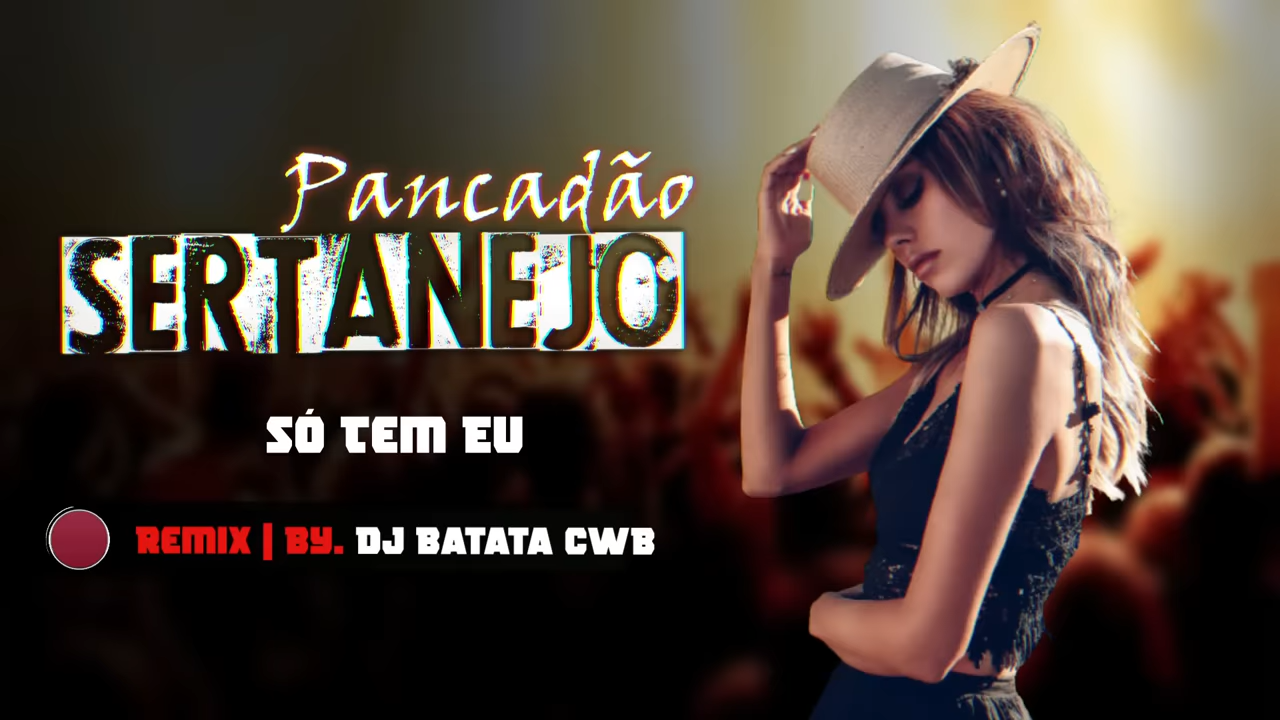 Pancadão
SERTANEJO
SÓ TEM EU
REMIX | BY. DJ BATATA CWB